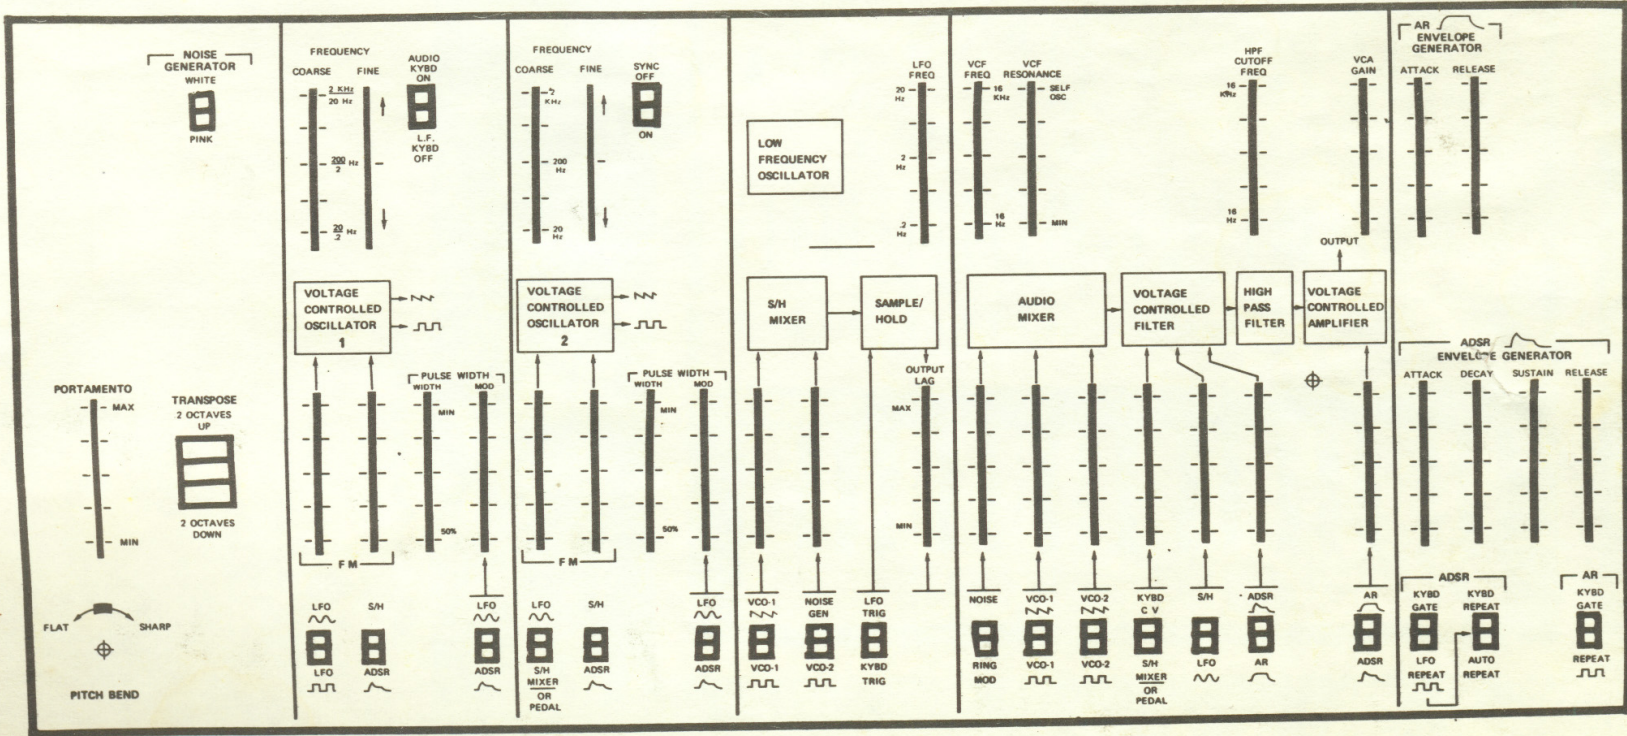 NOISE
GENERATOR
WHITE
PINK
PORTAMENTO
MAX
MIN
TRANSPOSE
2 OCTAVES
UP
2 OCTAVES
DOWN
FLAT
SHARP
PITCH BEND
FREQUENCY
COARSE FINE
2 KHz
20 Hz
200 Hz
2
20 Hz
.2
AUDIO
KYBD
ON
L.F.
KYBD
OFF
VOLTAGE
CONTROLLED
OSCILLATOR
1
PULSE WIDTH
WIDTH MOD
MIN
50%
FM
LFO S/H LFO
LFO ADSR ADSR
FREQUENCY
COARSE FINE
2
KHz
200
Hz
20
Hz
SYNC
OFF
ON
VOLTAGE
CONTROLLED
OSCILLATOR
2
PULSE WIDTH
WIDTH MOD
MIN
50%
FM
LFO S/H LFO
S/H ADSR ADSR
MIXER
OR
PEDAL
LOW
FREQUENCY
OSCILLATOR
LFO
FREQ
20
Hz
2
Hz
.2
Hz
S/H
MIXER
SAMPLE/
HOLD
OUTPUT
LAG
MAX
MIN
VCO-1 NOISE LFO
GEN TRIG
VCO-1 VCO-2 KYBD
TRIG
VCF
FREQ
16
KHz
16
Hz
VCF
RESONANCE
SELF
OSC
MIN
HPF
CUTOFF
FREQ
16
KHz
16
Hz
VCA
GAIN
OUTPUT
AUDIO
MIXER
VOLTAGE
CONTROLLED
FILTER
HIGH
PASS
FILTER
VOLTAGE
CONTROLLED
AMPLIFIER
NOISE VCO-1 VCO-2 KYBD S/H ADSR AR
C V
RING VCO-1 VCO-2 S/H LFO AR ADSR
MOD MIXER
OR
PEDAL
AR
ENVELOPE
GENERATOR
ATTACK RELEASE
ADSR
ENVELOPE GENERATOR
ATTACK DECAY SUSTAIN RELEASE
ADSR
KYBD KYBD
GATE REPEAT
LFO AUTO
REPEAT REPEAT
AR
KYBD
GATE
REPEAT